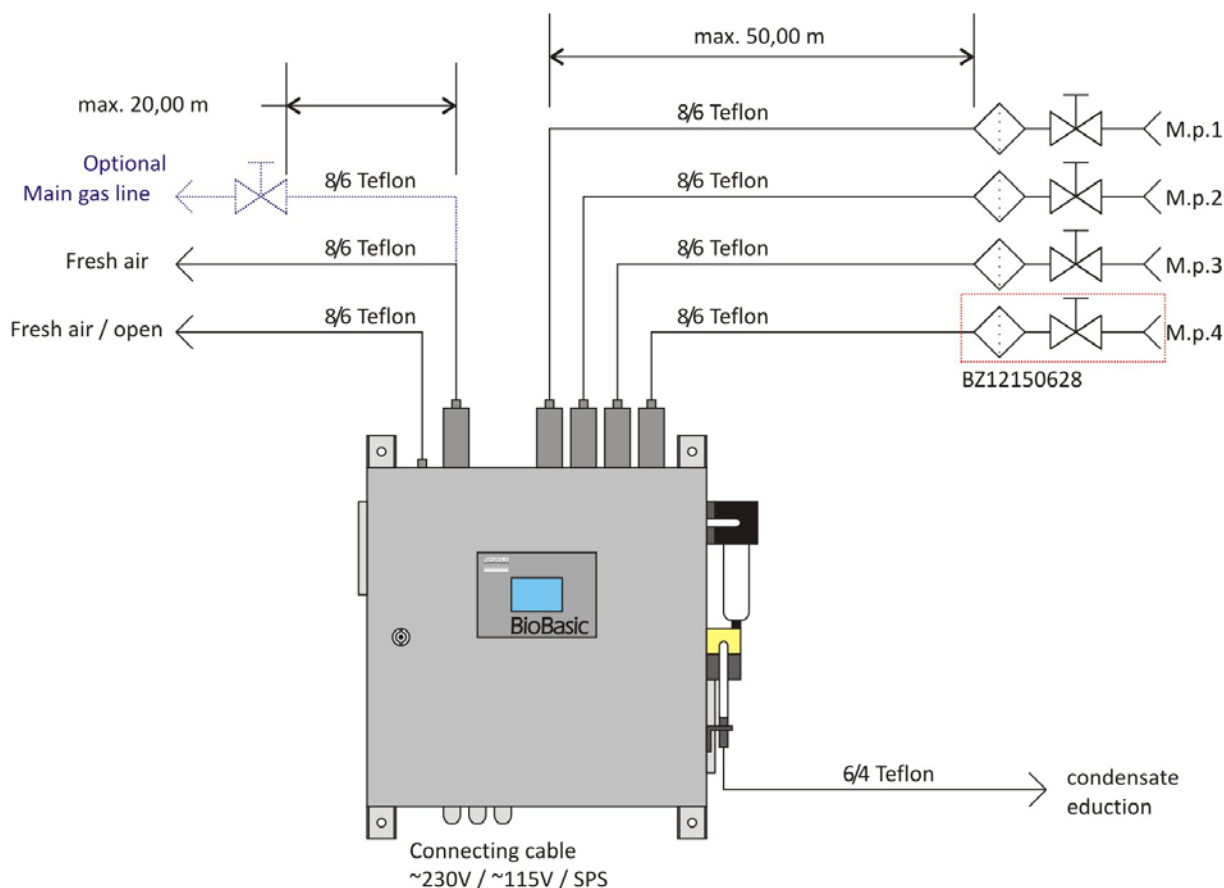 max. 50,00 m
max. 20,00 m
8/6 Teflon
M.p.1
Optional
Main gas line
8/6 Teflon
8/6 Teflon
M.p.2
Fresh air
8/6 Teflon
8/6 Teflon
M.p.3
Fresh air / open
8/6 Teflon
8/6 Teflon
M.p.4
BZ12150628
BioBasic
6/4 Teflon
condensate
eduction
Connecting cable
~230V / ~115V / SPS